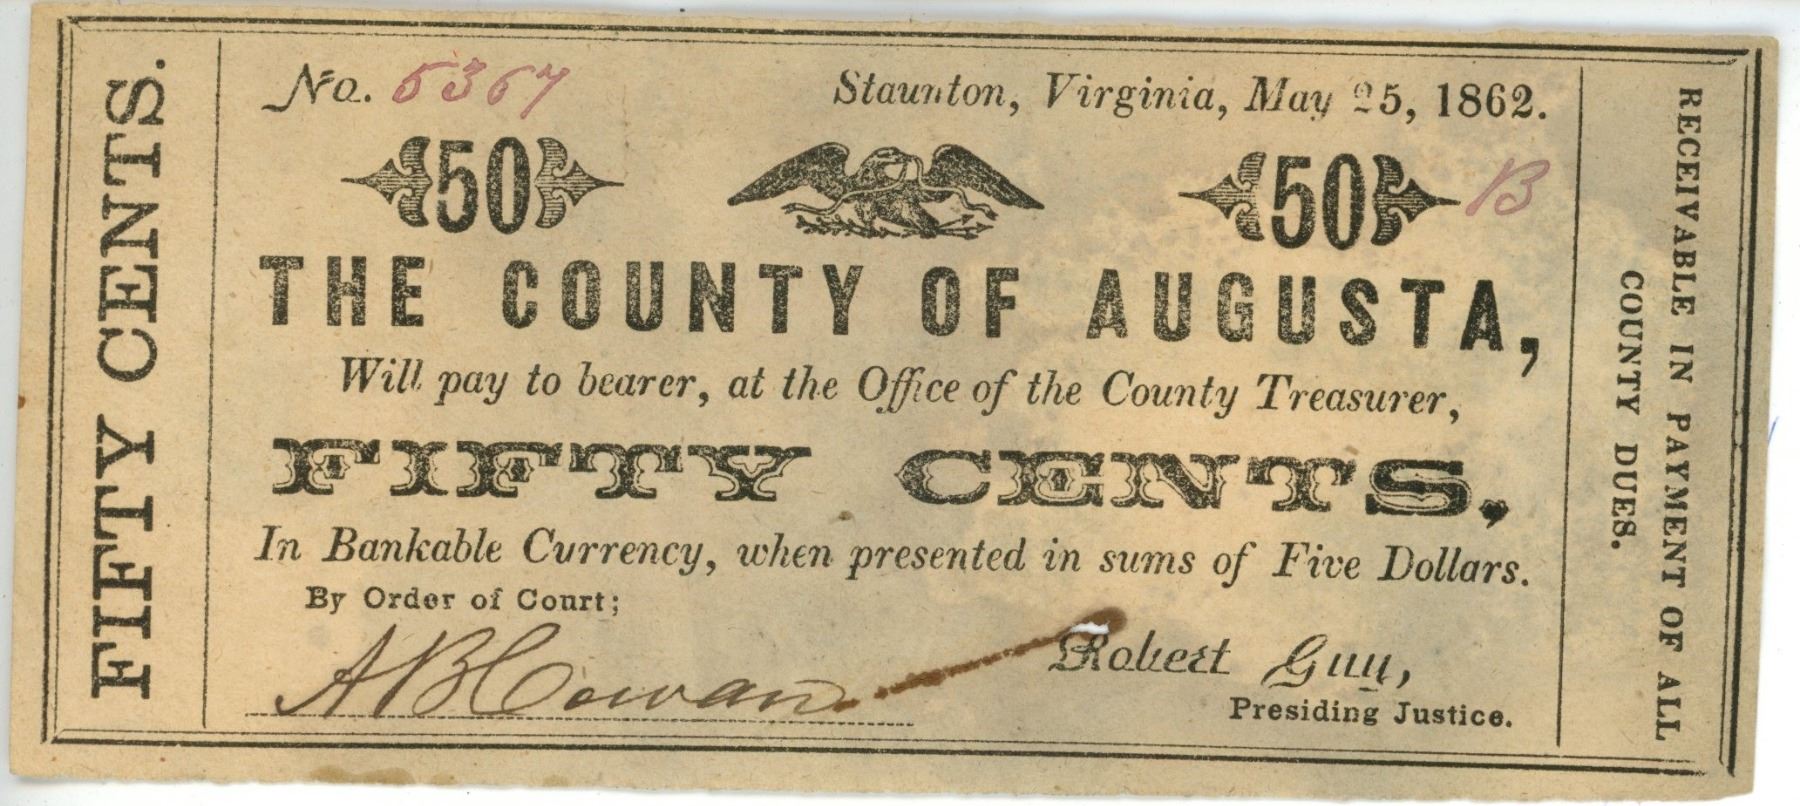 FIFTY CENTS.
No. 5367
Staunton, Virginia, May 25, 1862.
50
50
B
THE COUNTY OF AUGUSTA,
Will pay to bearer, at the Office of the County Treasurer,
FIFTY CENTS,
In Bankable Currency, when presented in sums of Five Dollars.
By Order of Court;
A B Cowan
Robert Guy,
Presiding Justice.
RECEIVABLE IN PAYMENT OF ALL
COUNTY DUES.